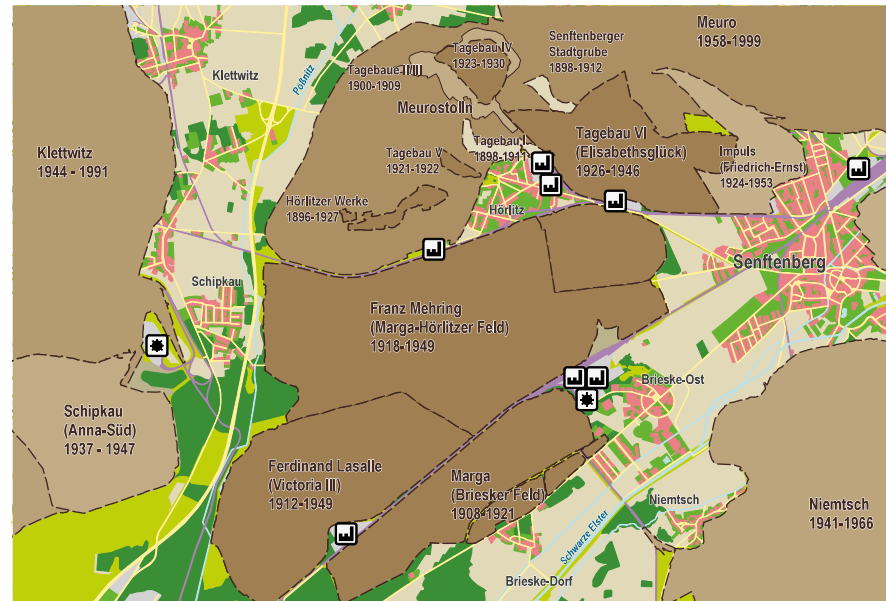 Meuro
1958-1999
Tagebau IV
1923-1930
Senftenberger
Stadtgrube
1898-1912
Klettwitz
Poßnitz
Tagebaue II/III
1900-1909
Meurostolln
Klettwitz
1944 - 1991
Tagebau V
1921-1922
Tagebau I
1898-1911
Tagebau VI
(Elisabethsglück)
1926-1946
Impuls
(Friedrich-Ernst)
1924-1953
Hörlitzer Werke
1896-1927
Hörlitz
Senftenberg
Schipkau
Franz Mehring
(Marga-Hörlitzer Feld)
1918-1949
Brieske-Ost
Schipkau
(Anna-Süd)
1937 - 1947
Ferdinand Lasalle
(Victoria III)
1912-1949
Marga
(Briesker Feld)
1908-1921
Niemtsch
Niemtsch
1941-1966
Schwarze Elster
Brieske-Dorf